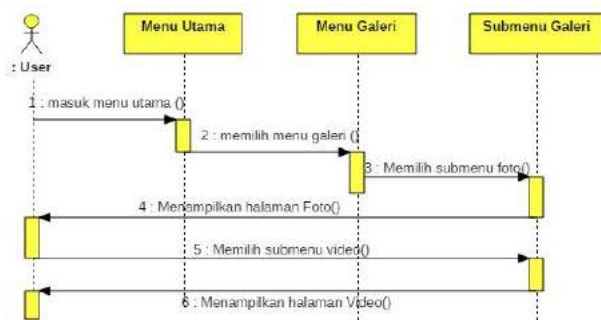 Menu Utama
Menu Galeri
Submenu Galeri
: User
1 : masuk menu utama ()
2 : memilih menu galeri ()
3 : Memilih submenu foto()
4 : Menampilkan halaman Foto()
5 : Memilih submenu video()
6 : Menampilkan halaman Video()